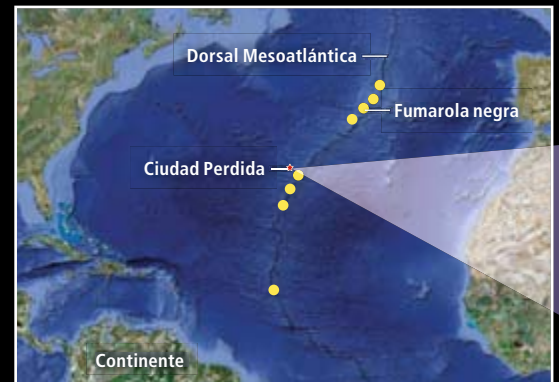 Dorsal Mesoatlántica
Fumarola negra
Ciudad Perdida
Continente